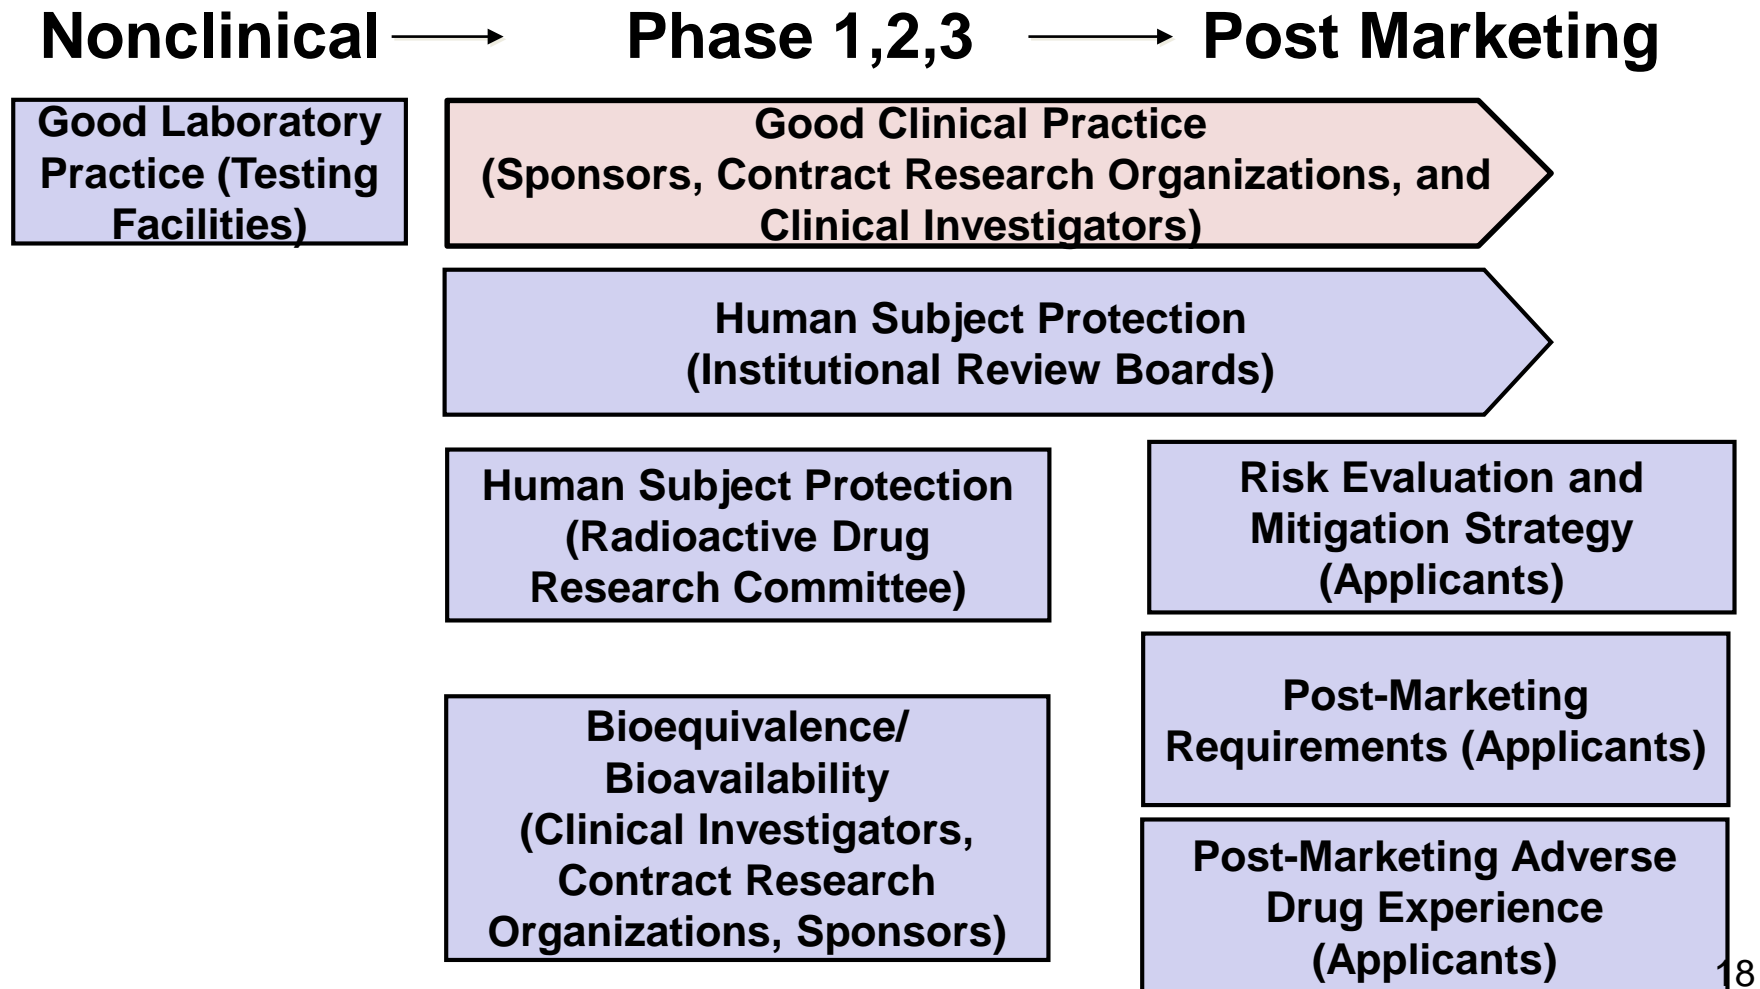 Nonclinical
Phase 1,2,3
Post Marketing
Good Laboratory
Practice (Testing
Facilities)
Good Clinical Practice
(Sponsors, Contract Research Organizations, and
Clinical Investigators)
Human Subject Protection
(Institutional Review Boards)
Human Subject Protection
(Radioactive Drug
Research Committee)
Risk Evaluation and
Mitigation Strategy
(Applicants)
Post-Marketing
Requirements (Applicants)
Bioequivalence/
Bioavailability
(Clinical Investigators,
Contract Research
Organizations, Sponsors)
Post-Marketing Adverse
Drug Experience
(Applicants)
18